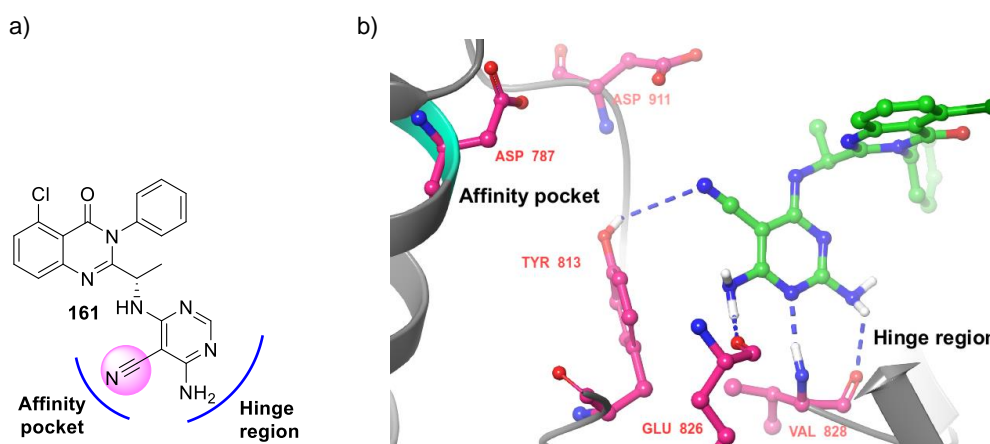 a)
b)
ASP 911
ASP 787
Affinity pocket
Cl
O
N
N
TYR 813
161
HN
N
N
N
NH2
Hinge region
Affinity
pocket
Hinge
region
GLU 826
VAL 828